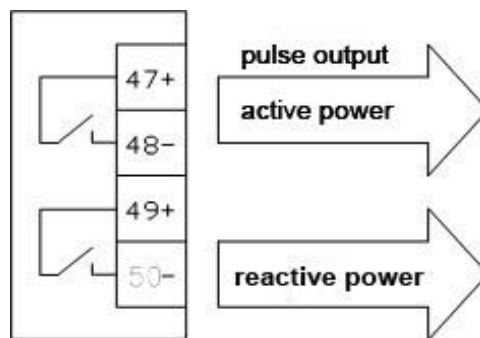 47+
pulse output
active power
48-
49+
50-
reactive power